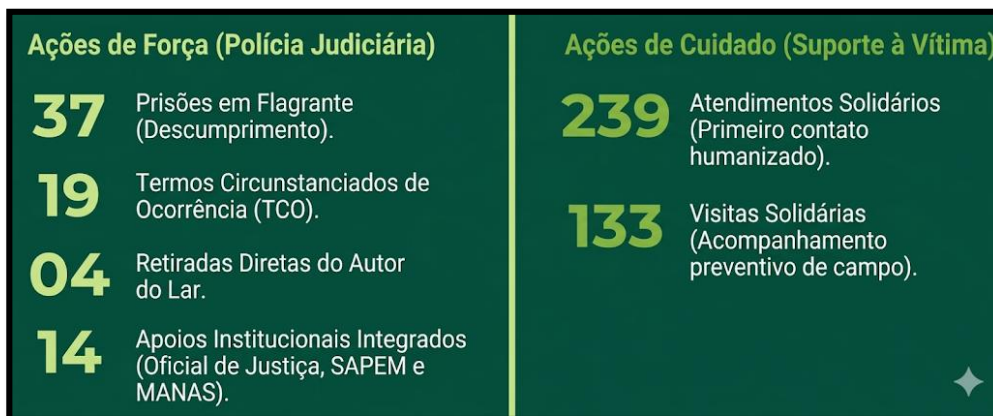 Ações de Força (Polícia Judiciária)
37
Prisões em Flagrante
(Descumprimento).
19
Termos Circunstanciados de
Ocorrência (TCO).
04
Retiradas Diretas do Autor
do Lar.
14
Apoios Institucionais Integrados
(Oficial de Justiça, SAPEM e
MANAS).
Ações de Cuidado (Suporte à Vítima)
239
Atendimentos Solidários
(Primeiro contato
humanizado).
133
Visitas Solidárias
(Acompanhamento
preventivo de campo).